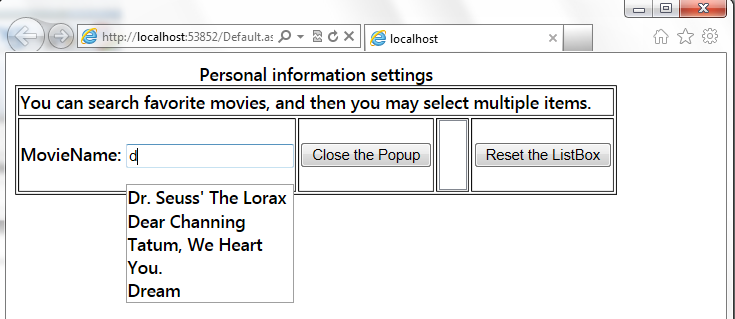 http://localhost:53852/Default.as
localhost
Personal information settings
You can search favorite movies, and then you may select multiple items.
MovieName: d
Close the Popup
Reset the ListBox
Dr. Seuss' The Lorax
Dear Channing
Tatum, We Heart
You.
Dream